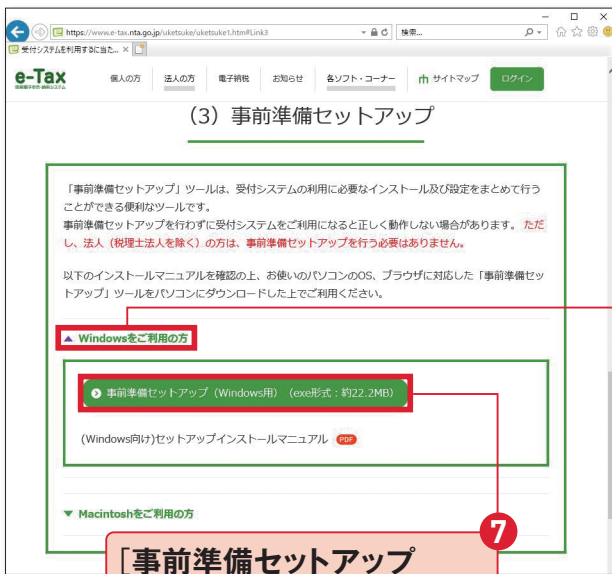 https://www.e-tax.nta.go.jp/uketsuke/uketsuke1.htm#Link3
検索...
受付システムを利用するに当た...
e-Tax
個人の方 法人の方 電子納税 お知らせ 各ソフト・コーナー サイトマップ ログイン
(3) 事前準備セットアップ
「事前準備セットアップ」ツールは、受付システムの利用に必要なインストール及び設定をまとめて行う
ことができる便利なツールです。
事前準備セットアップを行わずに受付システムをご利用になると正しく動作しない場合があります。 ただ
し、法人（税理士法人を除く）の方は、事前準備セットアップを行う必要はありません。
以下のインストールマニュアルを確認の上、お使いのパソコンのOS、ブラウザに対応した「事前準備セッ
トアップ」ツールをパソコンにダウンロードした上でご利用ください。
▲ Windowsをご利用の方
事前準備セットアップ（Windows用）（exe形式：約22.2MB）
(Windows向け)セットアップインストールマニュアル PDF
▼ Macintoshをご利用の方
7
［事前準備セットアップ